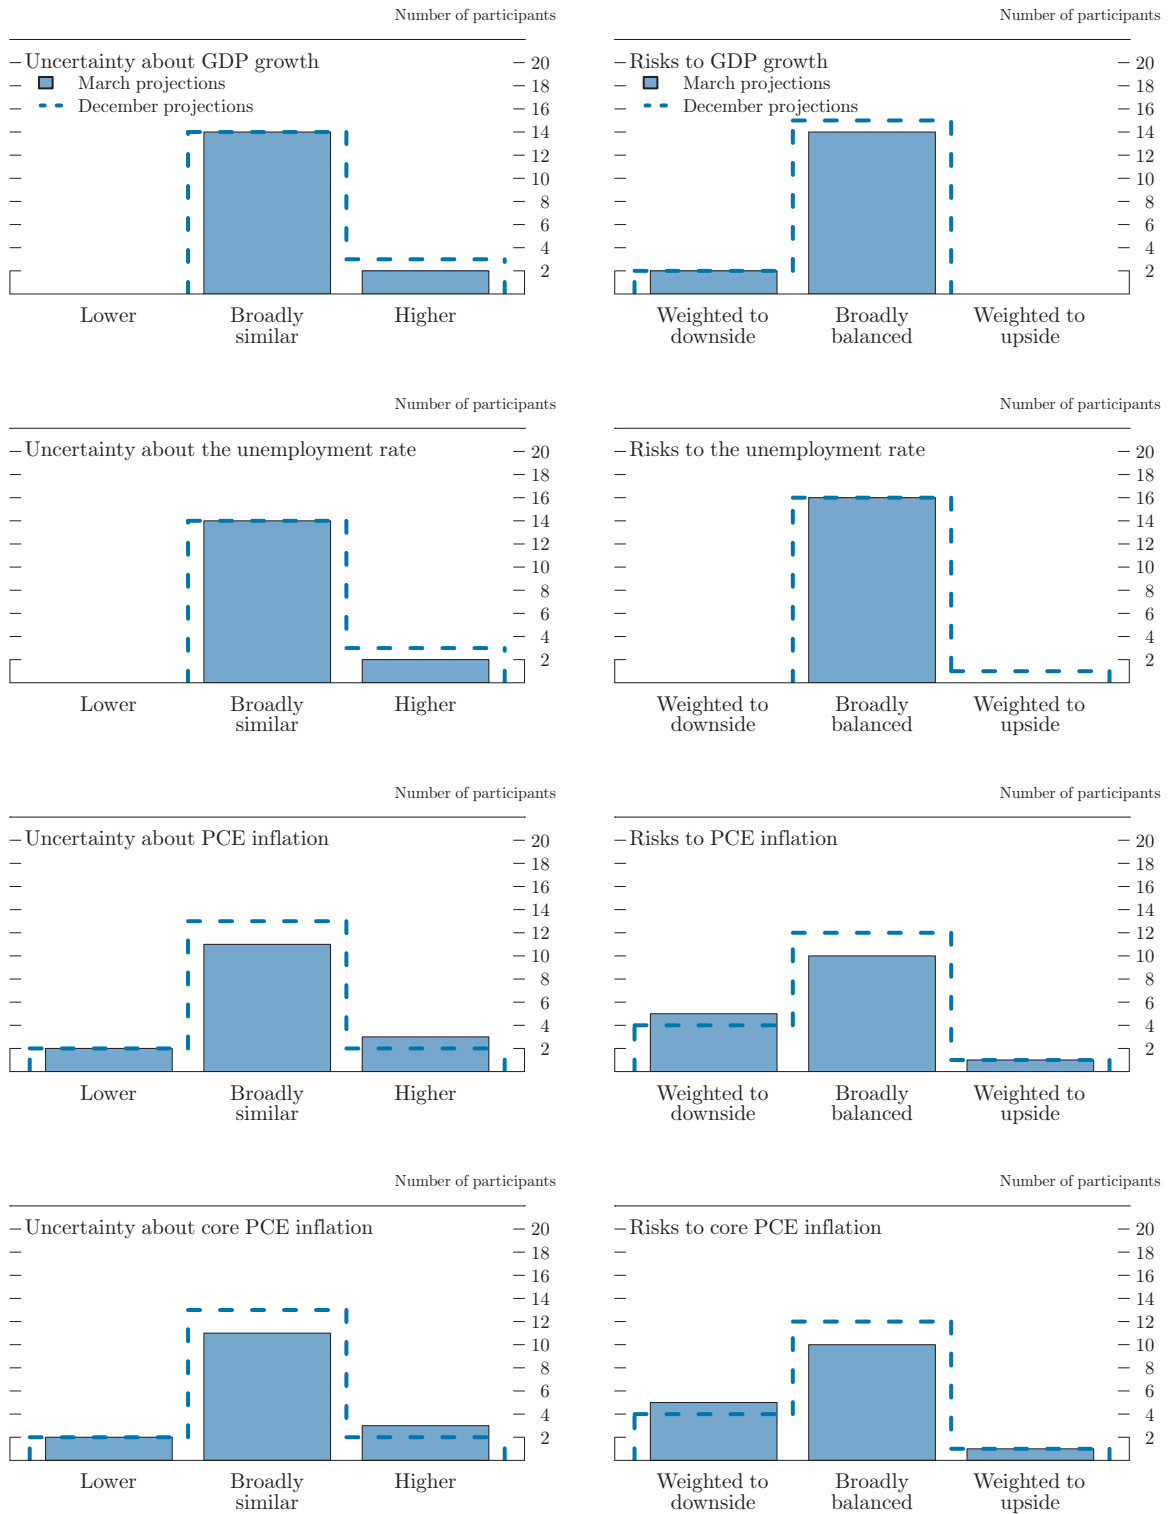 Number of participants
Uncertainty about GDP growth
March projections
December projections
20
18
16
14
12
10
8
6
4
2
Lower
Broadly
similar
Higher
Number of participants
Risks to GDP growth
March projections
December projections
20
18
16
14
12
10
8
6
4
2
Weighted to
downside
Broadly
balanced
Weighted to
upside
Number of participants
Uncertainty about the unemployment rate
20
18
16
14
12
10
8
6
4
2
Lower
Broadly
similar
Higher
Number of participants
Risks to the unemployment rate
20
18
16
14
12
10
8
6
4
2
Weighted to
downside
Broadly
balanced
Weighted to
upside
Number of participants
Uncertainty about PCE inflation
20
18
16
14
12
10
8
6
4
2
Lower
Broadly
similar
Higher
Number of participants
Risks to PCE inflation
20
18
16
14
12
10
8
6
4
2
Weighted to
downside
Broadly
balanced
Weighted to
upside
Number of participants
Uncertainty about core PCE inflation
20
18
16
14
12
10
8
6
4
2
Lower
Broadly
similar
Higher
Number of participants
Risks to core PCE inflation
20
18
16
14
12
10
8
6
4
2
Weighted to
downside
Broadly
balanced
Weighted to
upside